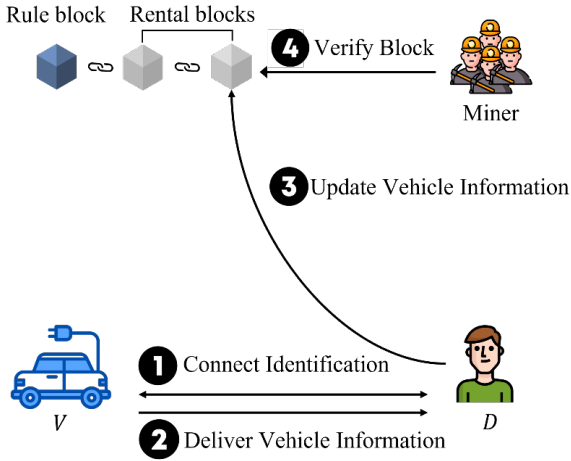 Rule block
Rental blocks
4 Verify Block
Miner
3 Update Vehicle Information
1 Connect Identification
V
D
2 Deliver Vehicle Information